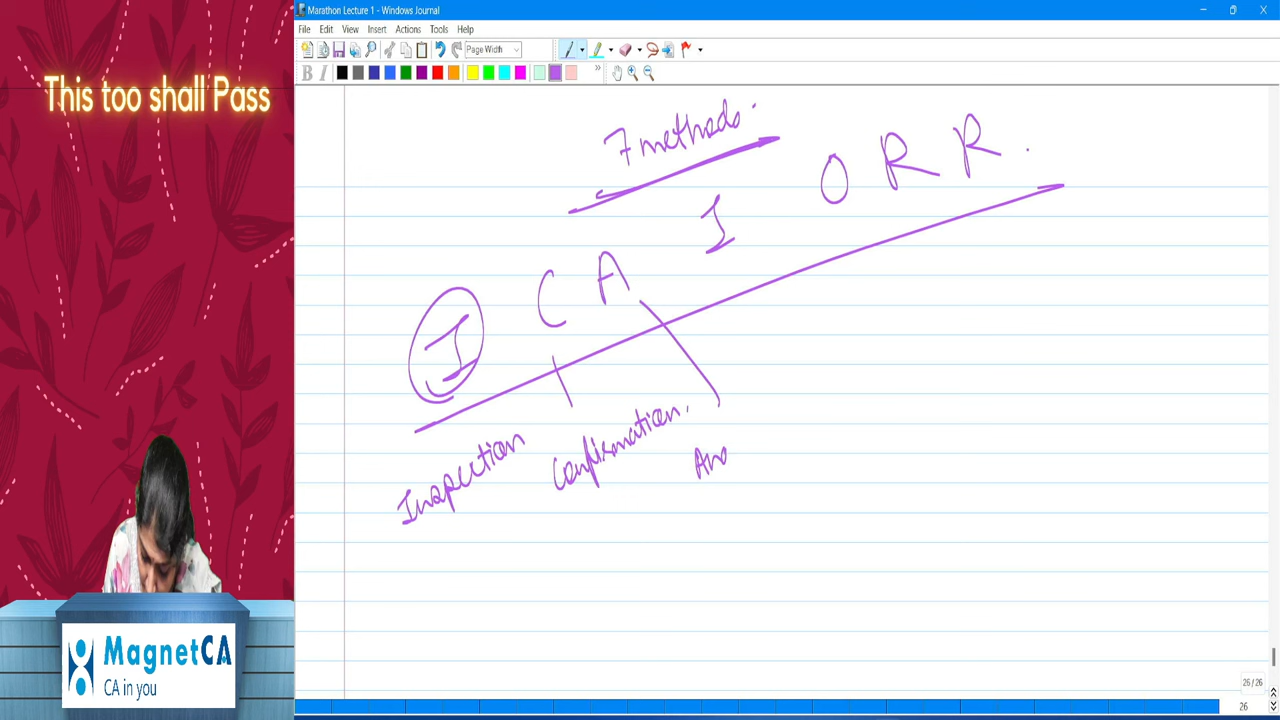 Marathon Lecture 1 - Windows Journal
File Edit View Insert Actions Tools Help
Page Width
B I
This too shall Pass
7 methods.
I C A I O R R .
Inspection
Confirmation.
Ana
MagnetCA
CA in you
26 / 26
26